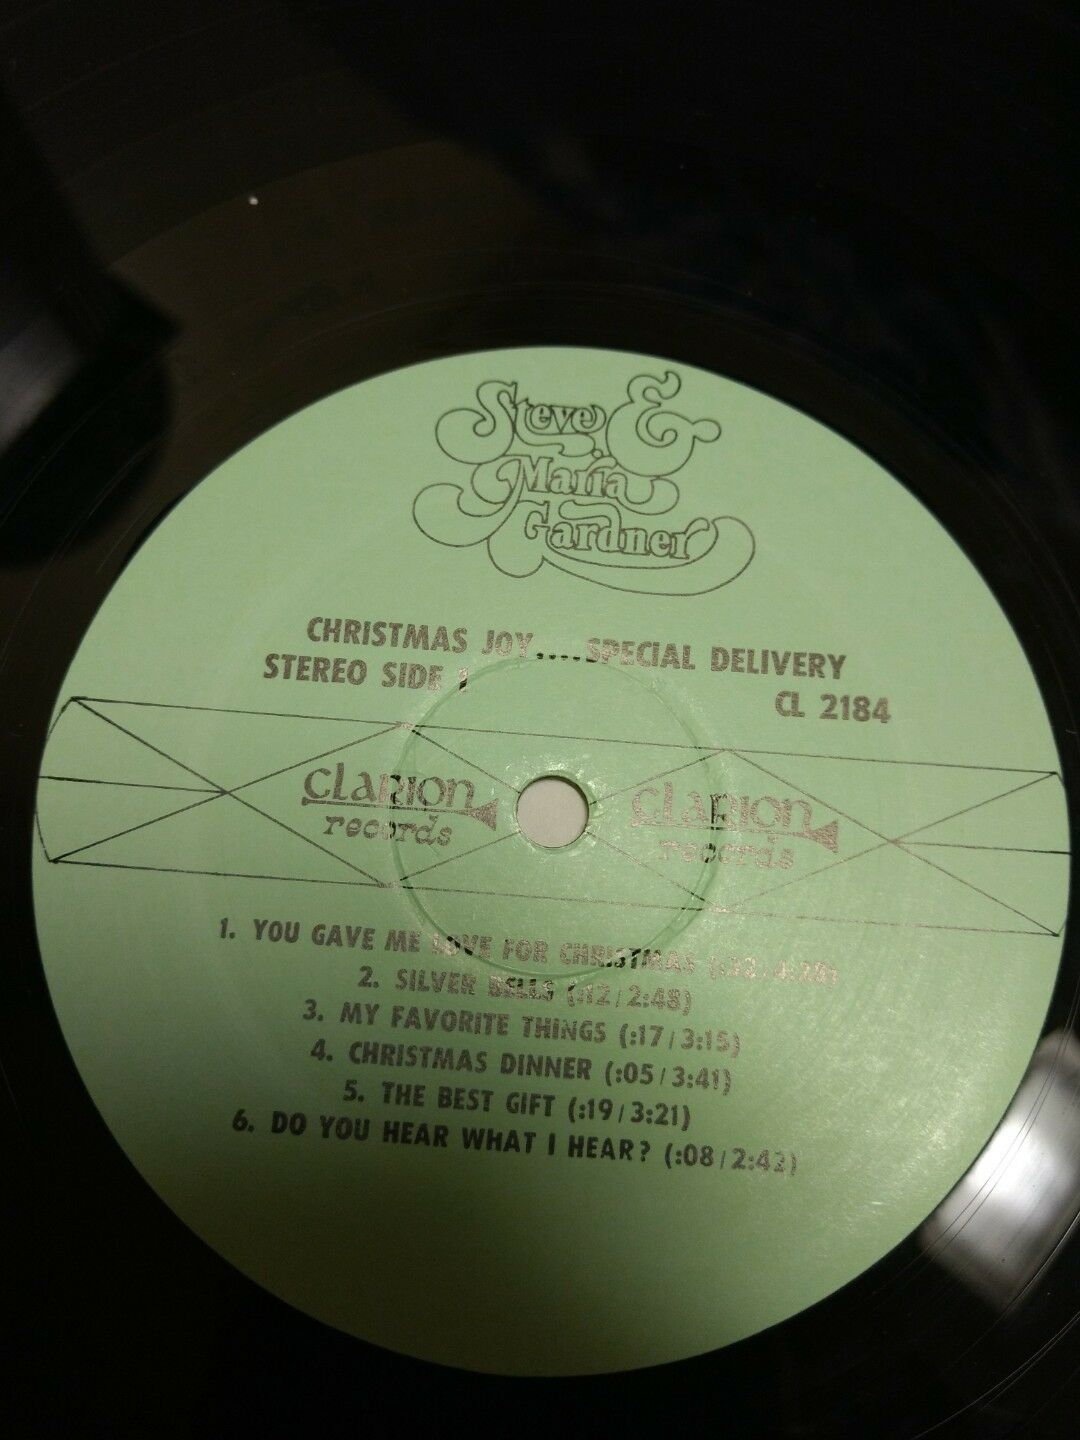 Steve &
Maria
Gardner
CHRISTMAS JOY....SPECIAL DELIVERY
STEREO SIDE 1
CL 2184
Clarion records
Clarion records
1. YOU GAVE ME LOVE FOR CHRISTMAS
2. SILVER BELLS (:12/2:48)
3. MY FAVORITE THINGS (:17/3:15)
4. CHRISTMAS DINNER (:05/3:41)
5. THE BEST GIFT (:19/3:21)
6. DO YOU HEAR WHAT I HEAR? (:08/2:42)